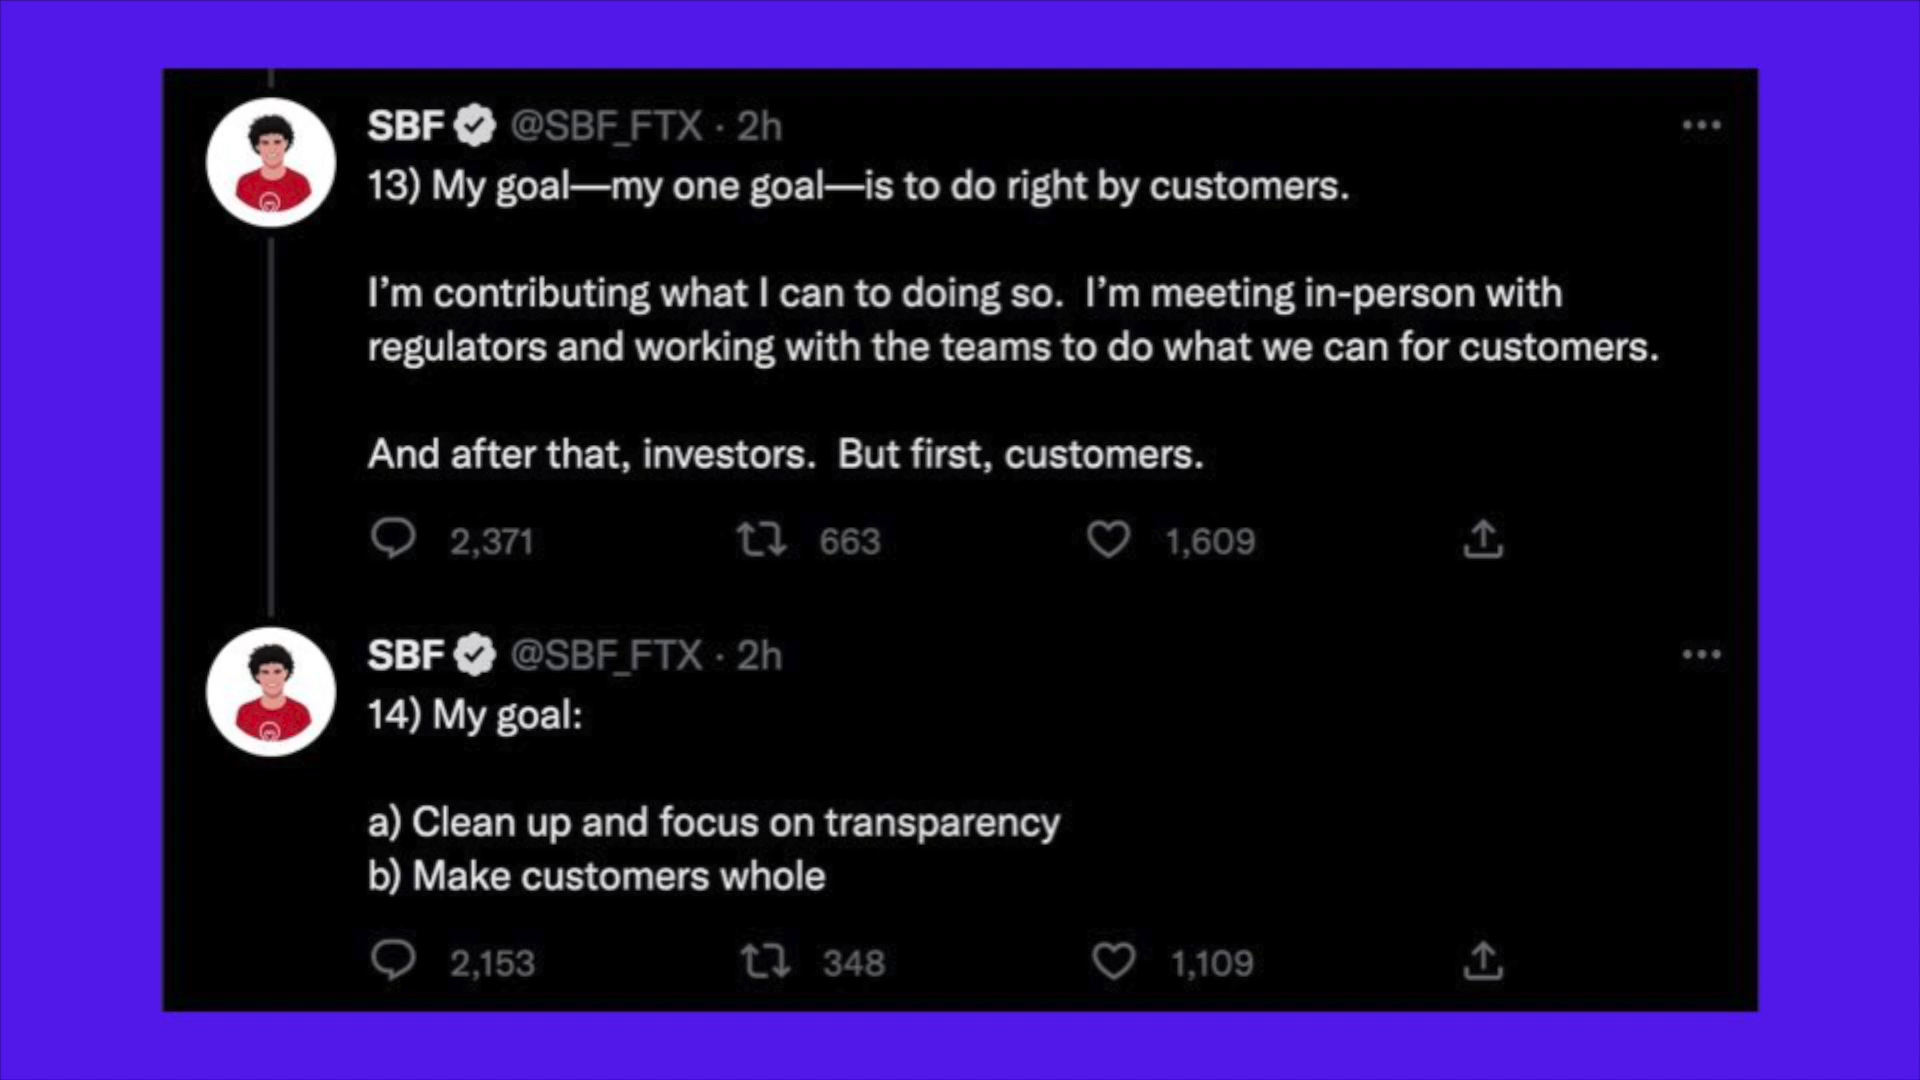 SBF @SBF_FTX · 2h
13) My goal—my one goal—is to do right by customers.
I’m contributing what I can to doing so.  I’m meeting in-person with
regulators and working with the teams to do what we can for customers.
And after that, investors.  But first, customers.
2,371 663 1,609
SBF @SBF_FTX · 2h
14) My goal:
a) Clean up and focus on transparency
b) Make customers whole
2,153 348 1,109